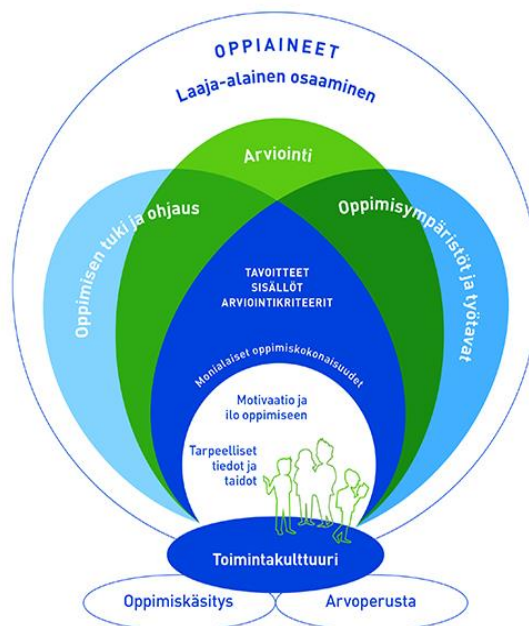 OPPIAINEET
Laaja-alainen osaaminen
Arviointi
Oppimisen tuki ja ohjaus
Oppimisympäristöt ja työtavat
TAVOITTEET
SISÄLLÖT
ARVIOINTIKRITEERIT
Monialaiset oppimiskokonaisuudet
Motivaatio ja
ilo oppimiseen
Tarpeelliset
tiedot ja
taidot
Toimintakulttuuri
Oppimiskäsitys
Arvoperusta